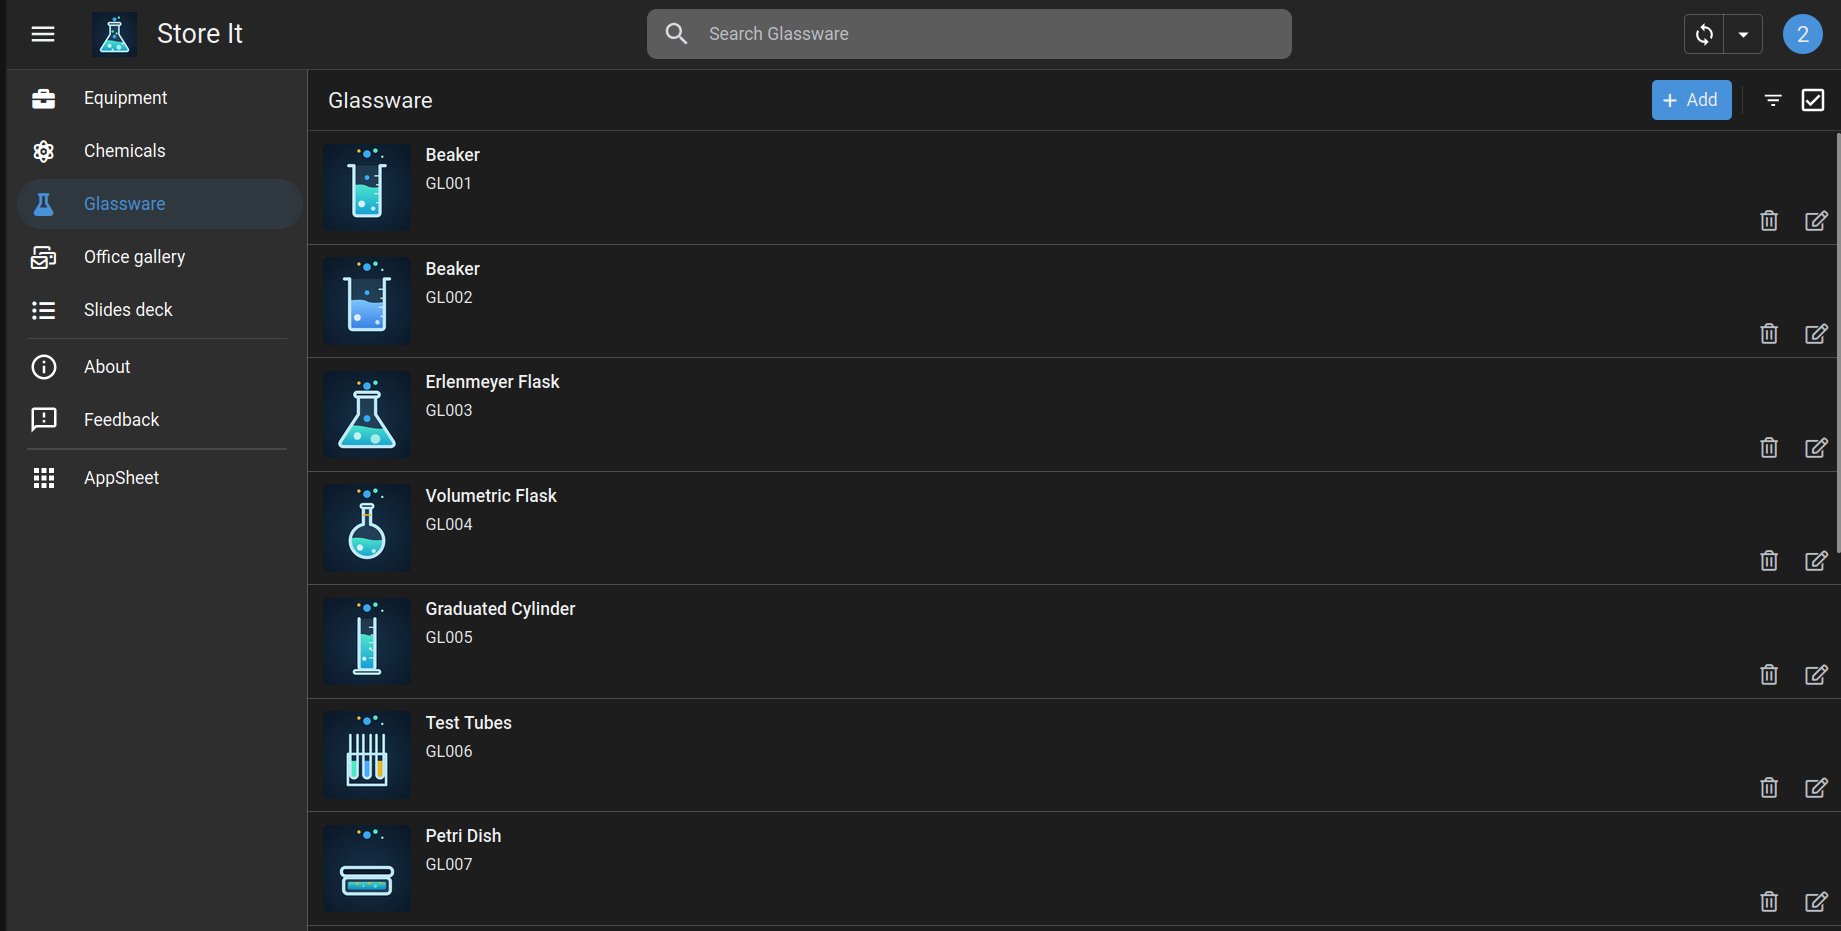 Store It
Search Glassware
2
Equipment
Chemicals
Glassware
Office gallery
Slides deck
About
Feedback
AppSheet
Glassware
+ Add
Beaker
GL001
Beaker
GL002
Erlenmeyer Flask
GL003
Volumetric Flask
GL004
Graduated Cylinder
GL005
Test Tubes
GL006
Petri Dish
GL007